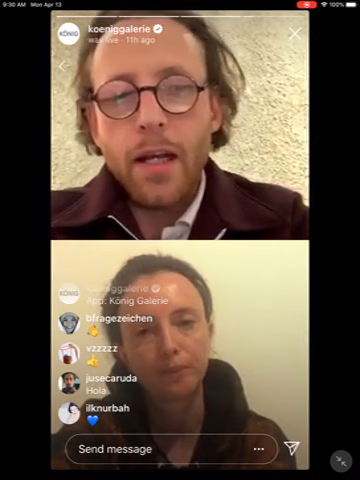 9:30 AM Mon Apr 13
100%
KÖNIG
koeniggalerie
was live · 11h ago
KÖNIG
koeniggalerie
App: König Galerie
bfragezeichen
vzzzzz
jusecaruda
Hola
ilknurbah
Send message